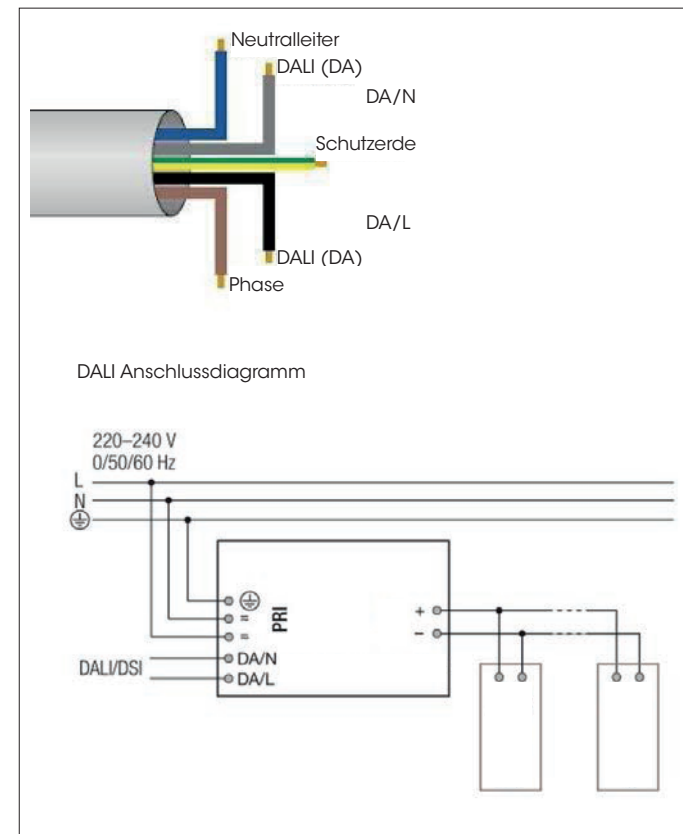 Neutralleiter
DALI (DA)
DA/N
Schutzerde
DA/L
DALI (DA)
Phase
DALI Anschlussdiagramm
220–240 V
0/50/60 Hz
L
N
PRI
=
=
DA/N
DA/L
DALI/DSI
+
–